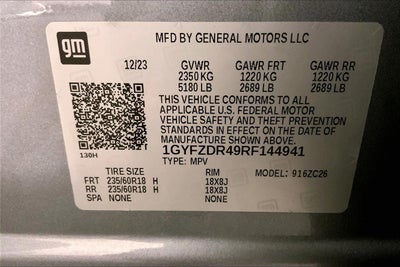 gm
MFD BY GENERAL MOTORS LLC
12/23 GVWR GAWR FRT GAWR RR
2350 KG 1220 KG 1220 KG
5180 LB 2689 LB 2689 LB
THIS VEHICLE CONFORMS TO ALL
APPLICABLE U.S. FEDERAL MOTOR
VEHICLE SAFETY AND THEFT PREVENTION
STANDARDS IN EFFECT ON THE DATE OF
MANUFACTURE SHOWN ABOVE.
130H 1GYFZDR49RF144941
TYPE: MPV MODEL: 916ZC26
TIRE SIZE RIM
FRT 235/60R18 H 18X8J
RR 235/60R18 H 18X8J
SPA NONE NONE